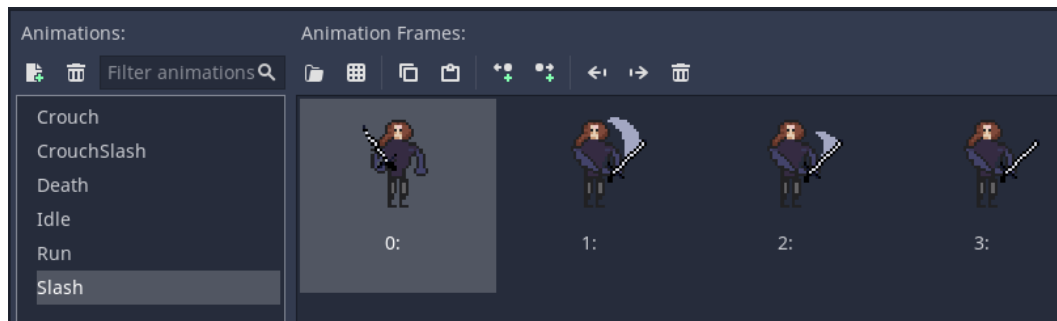 Animations:
Animation Frames:
Filter animations
Crouch
CrouchSlash
Death
Idle
Run
Slash
0:
1:
2:
3: